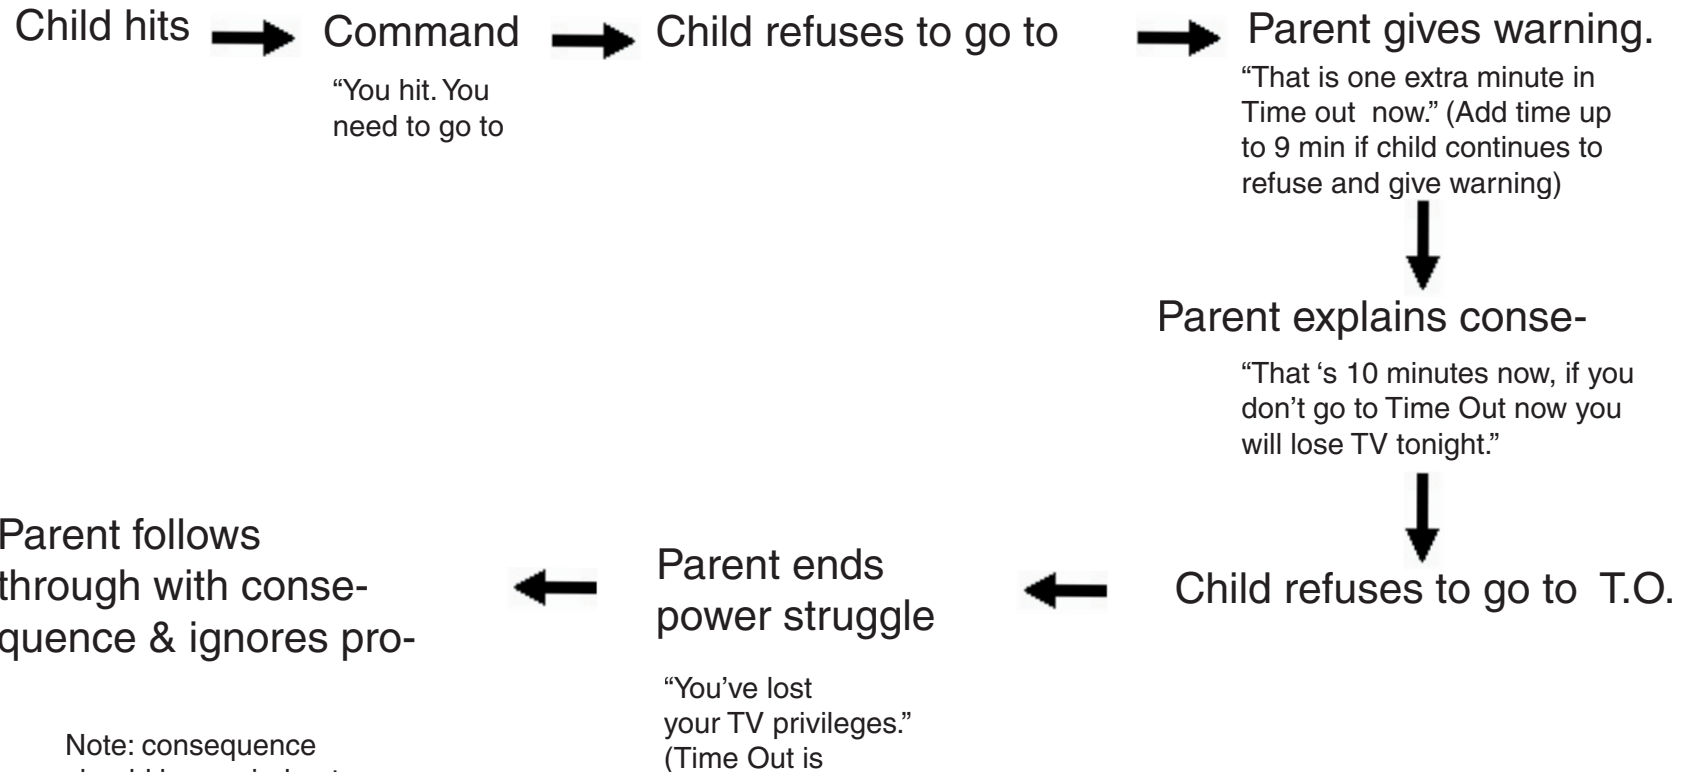 Child hits
Command
“You hit. You
need to go to
Child refuses to go to
Parent gives warning.
“That is one extra minute in
Time out now.” (Add time up
to 9 min if child continues to
refuse and give warning)
Parent explains conse-
“That ‘s 10 minutes now, if you
don’t go to Time Out now you
will lose TV tonight.”
Child refuses to go to T.O.
Parent ends
power struggle
“You’ve lost
your TV privileges.”
(Time Out is
Parent follows
through with conse-
quence & ignores pro-
Note: consequence